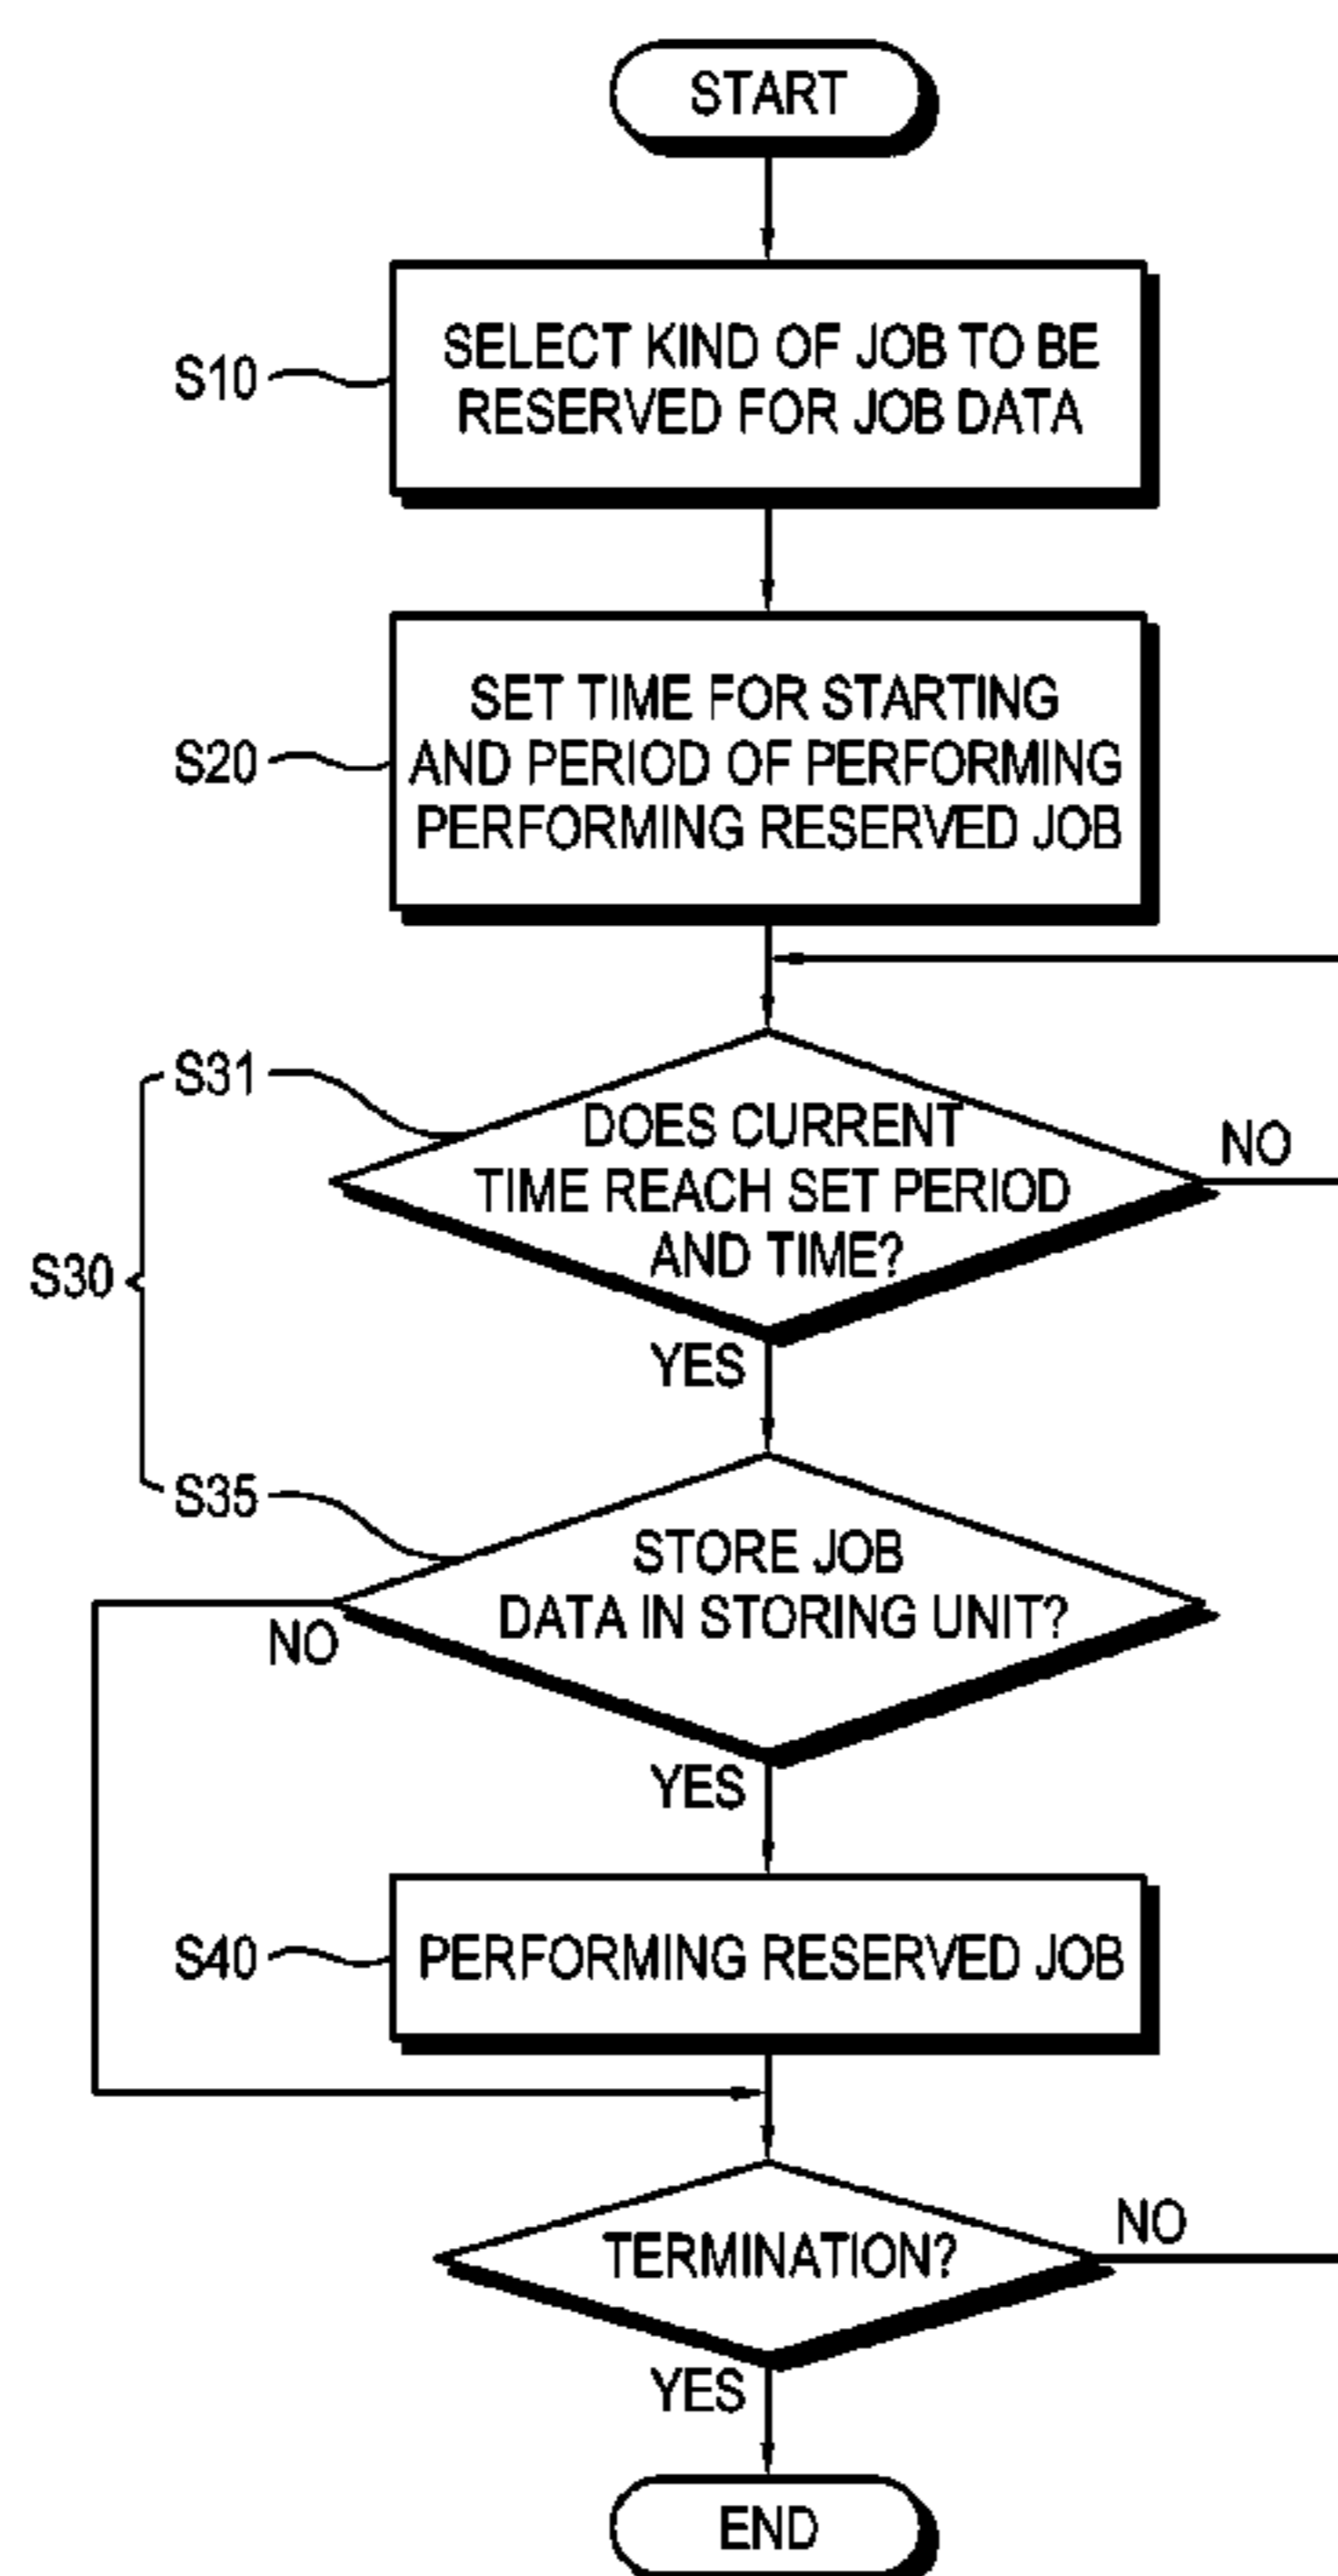 START
S10
SELECT KIND OF JOB TO BE
RESERVED FOR JOB DATA
S20
SET TIME FOR STARTING
AND PERIOD OF PERFORMING
PERFORMING RESERVED JOB
S30
S31
DOES CURRENT
TIME REACH SET PERIOD
AND TIME?
NO
YES
S35
STORE JOB
DATA IN STORING UNIT?
NO
YES
S40
PERFORMING RESERVED JOB
TERMINATION?
NO
YES
END